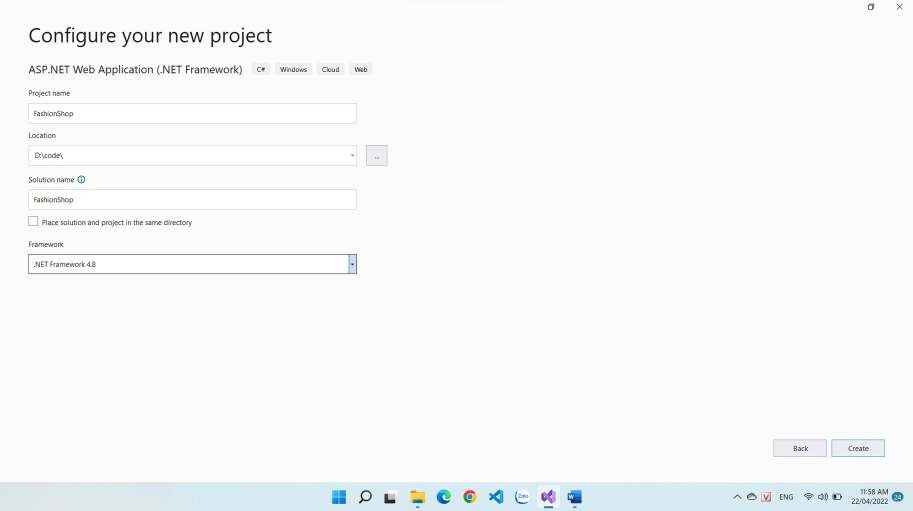 Configure your new project
ASP.NET Web Application (.NET Framework) C# Windows Cloud Web
Project name
FashionShop
Location
D:\code\
...
Solution name
FashionShop
Place solution and project in the same directory
Framework
.NET Framework 4.8
Back Create
Zalo
V ENG 11:58 AM
22/04/2022 24